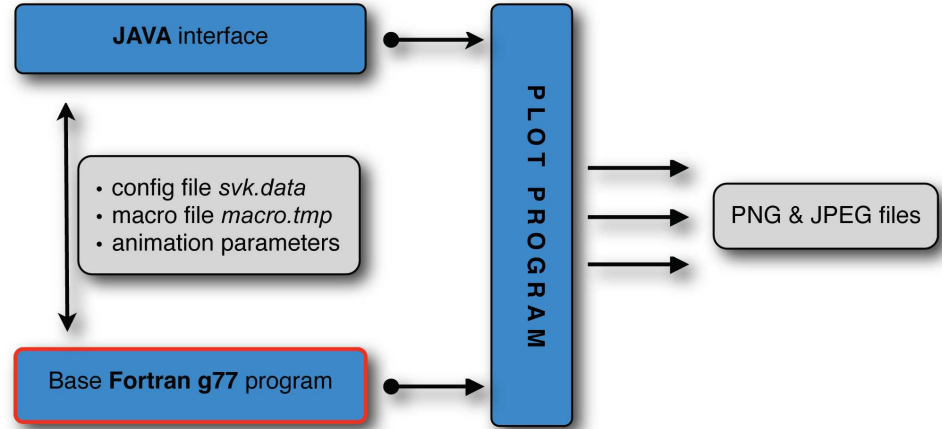 JAVA interface
PLOT PROGRAM
• config file svk.data
• macro file macro.tmp
• animation parameters
PNG & JPEG files
Base Fortran g77 program